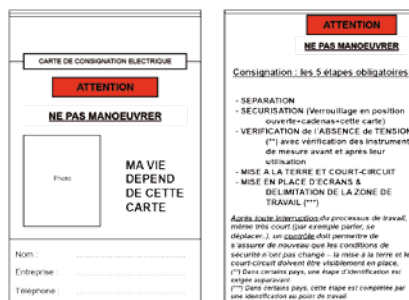 CARTE DE CONSIGNATION ELECTRIQUE
ATTENTION
NE PAS MANOEUVRER
Photo
MA VIE
DEPEND
DE CETTE
CARTE
Nom :
Entreprise :
Téléphone :
ATTENTION
NE PAS MANOEUVRER
Consignation : les 5 étapes obligatoires
- SEPARATION
- SECURISATION (Verrouillage en position
ouverte+cadenas+cette carte)
- VERIFICATION de l'ABSENCE de TENSION
(**) avec vérification des instrument
de mesure avant et après leur
utilisation
- MISE A LA TERRE ET COURT-CIRCUIT
- MISE EN PLACE D'ECRANS &
DELIMITATION DE LA ZONE DE
TRAVAIL (***)
Après toute interruption du processus de travail,
même très court (par exemple parler, se
déplacer..), un contrôle doit permettre de
s'assurer de nouveau que les conditions de
sécurité n'ont pas changé – la mise à la terre et le
court-circuit doivent être visiblement en place.
(**) Dans certains pays, une étape d'identification est
exigée auparavant
(***) Dans certains pays, cette étape est complétée par
une identification au point de travail